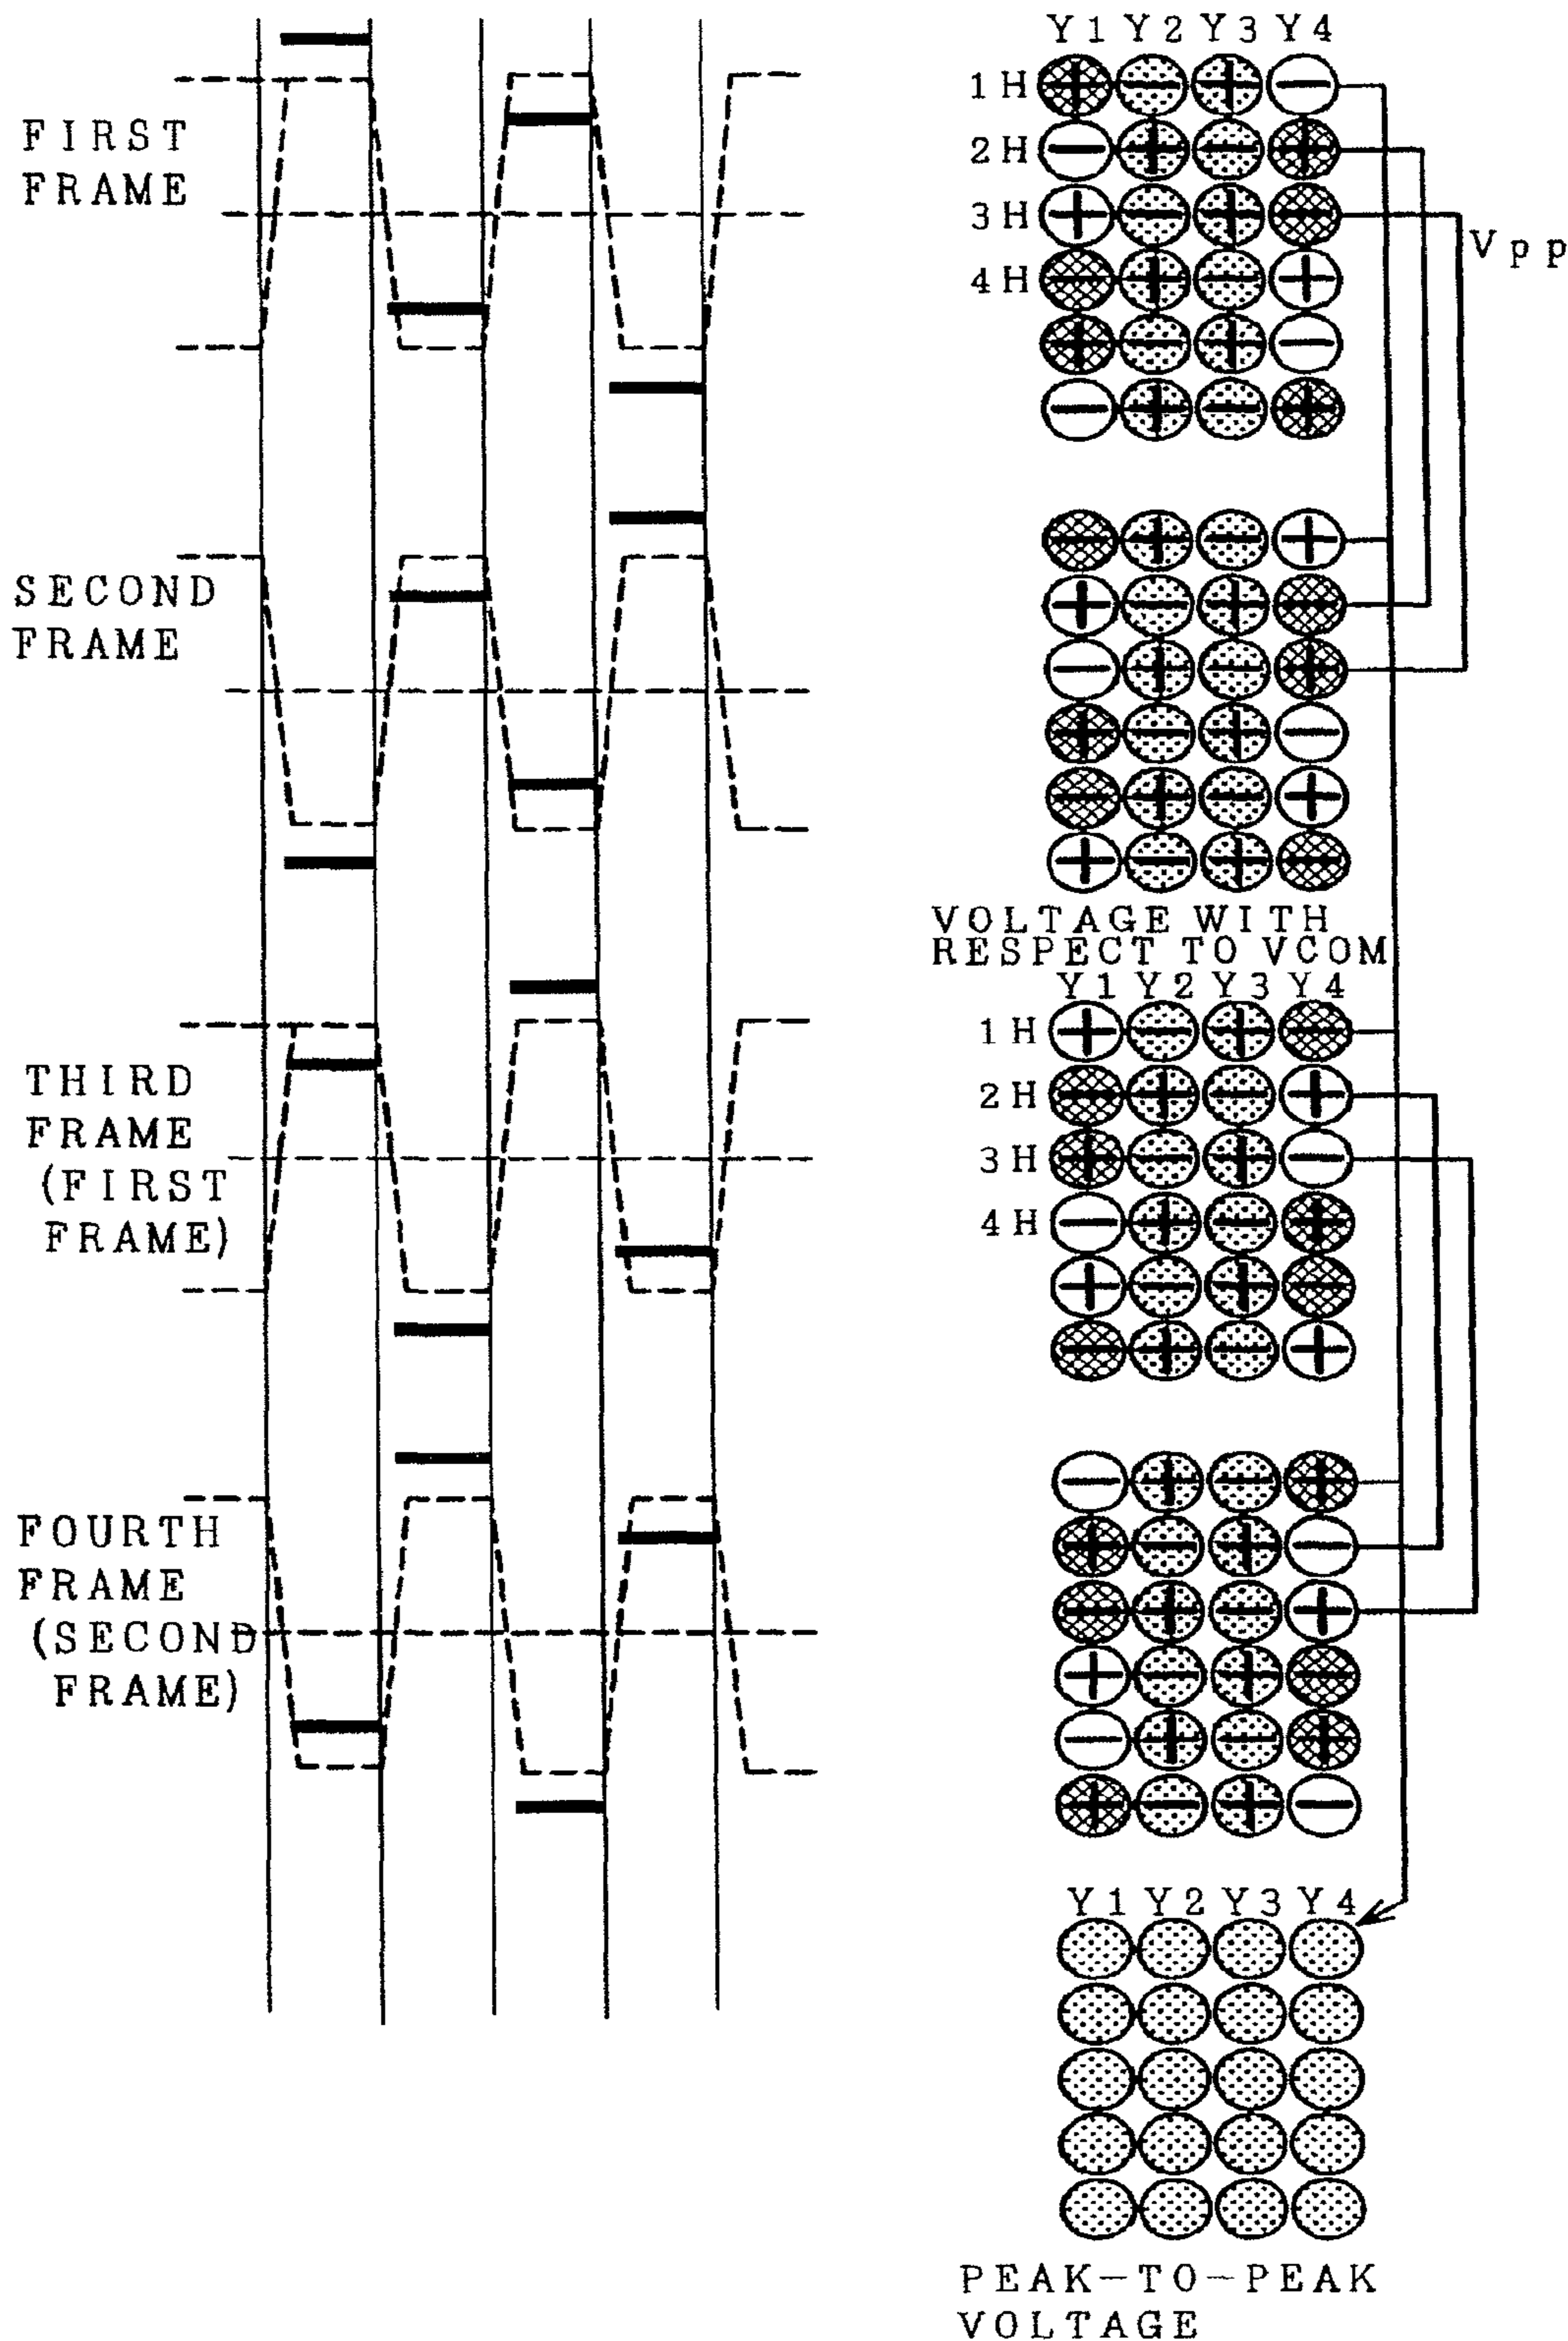 FIRST
FRAME
SECOND
FRAME
THIRD
FRAME
(FIRST
FRAME)
FOURTH
FRAME
(SECOND
FRAME)
Y1 Y2 Y3 Y4
1H
2H
3H
4H
Vpp
VOLTAGE WITH
RESPECT TO VCOM
Y1 Y2 Y3 Y4
1H
2H
3H
4H
Y1 Y2 Y3 Y4
PEAK-TO-PEAK
VOLTAGE